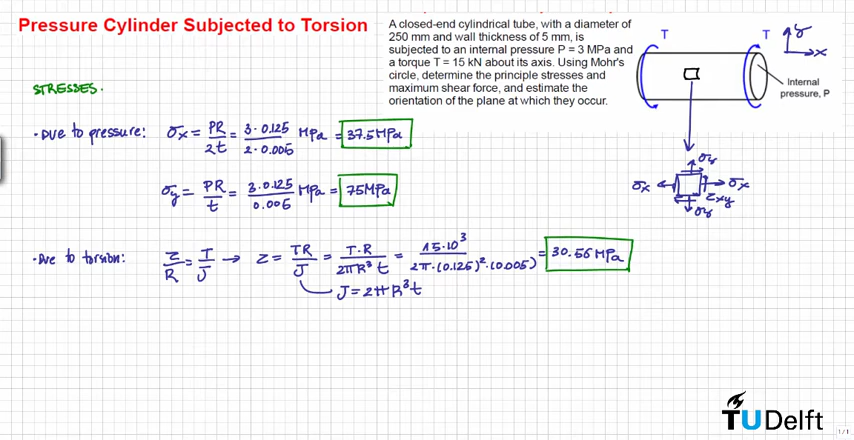 Pressure Cylinder Subjected to Torsion
A closed-end cylindrical tube, with a diameter of
250 mm and wall thickness of 5 mm, is
subjected to an internal pressure P = 3 MPa and
a torque T = 15 kN about its axis. Using Mohr's
circle, determine the principle stresses and
maximum shear force, and estimate the
orientation of the plane at which they occur.
T T
y
x
Internal
pressure, P
STRESSES.
• DUE TO PRESSURE: σx = PR/2t = 3·0.125/2·0.005 MPa = 37.5 MPa
σy
σx σx
τxy
σy
σy = PR/t = 3·0.125/0.005 MPa = 75 MPa
• DUE TO TORSION: τ/R = T/J → τ = TR/J = T·R/2πR³t = 15·10³/2π·(0.125)²·(0.005) = 30.56 MPa
J = 2πR³t
TUDelft
1/1